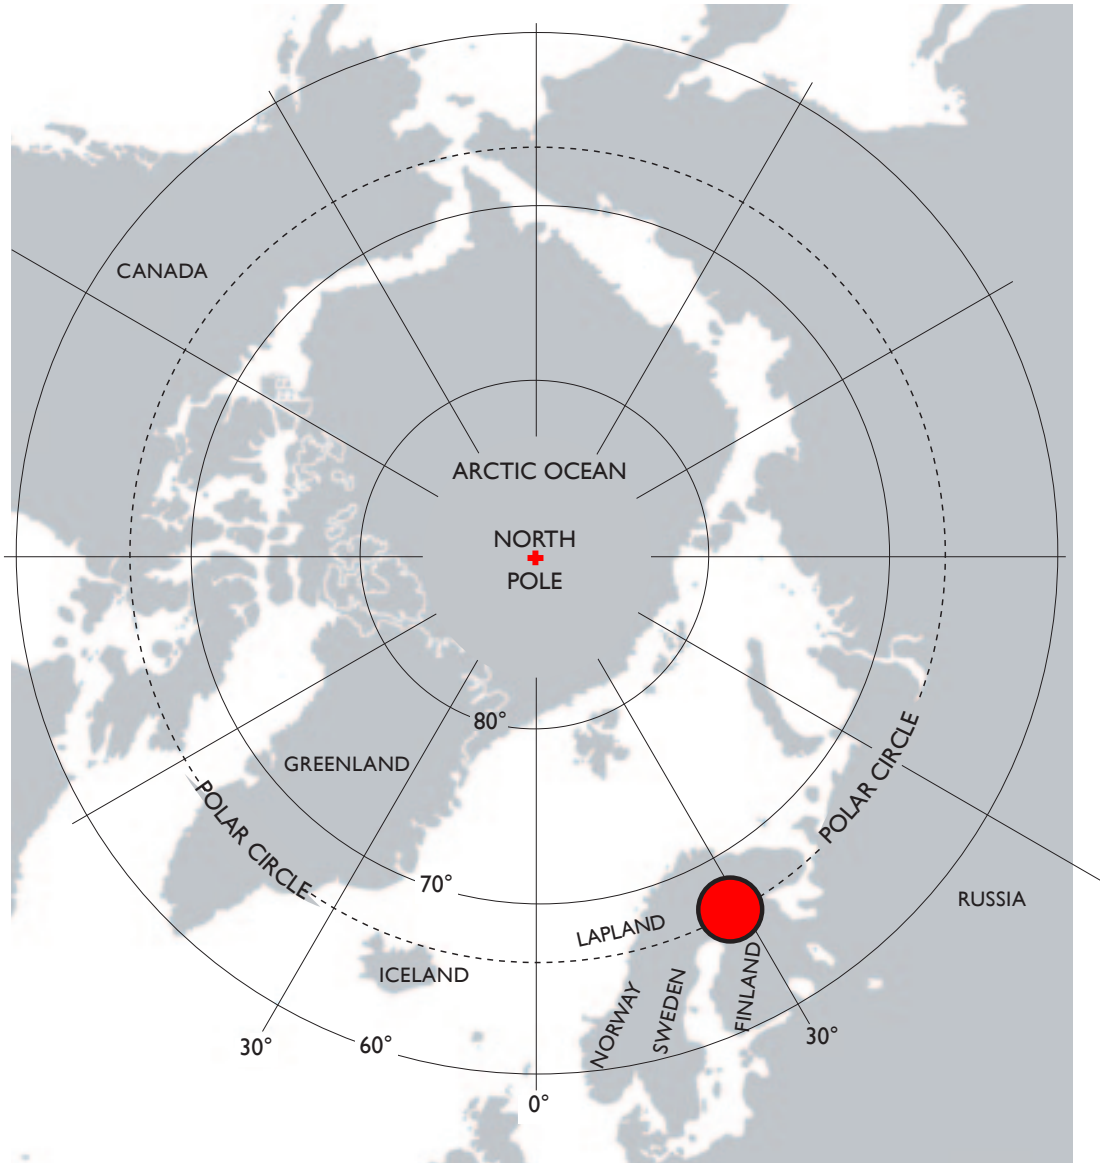 CANADA
ARCTIC OCEAN
NORTH
POLE
80°
GREENLAND
POLAR CIRCLE
POLAR CIRCLE
70°
RUSSIA
LAPLAND
ICELAND
NORWAY
SWEDEN
FINLAND
30°
60°
30°
0°